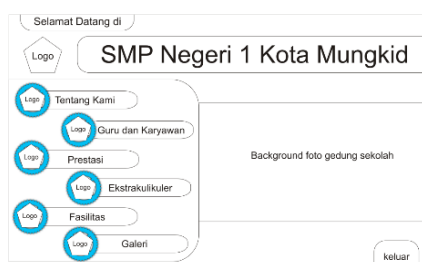 Selamat Datang di
Logo
SMP Negeri 1 Kota Mungkid
Logo
Tentang Kami
Logo
Guru dan Karyawan
Logo
Prestasi
Logo
Ekstrakulikuler
Logo
Fasilitas
Logo
Galeri
Background foto gedung sekolah
keluar